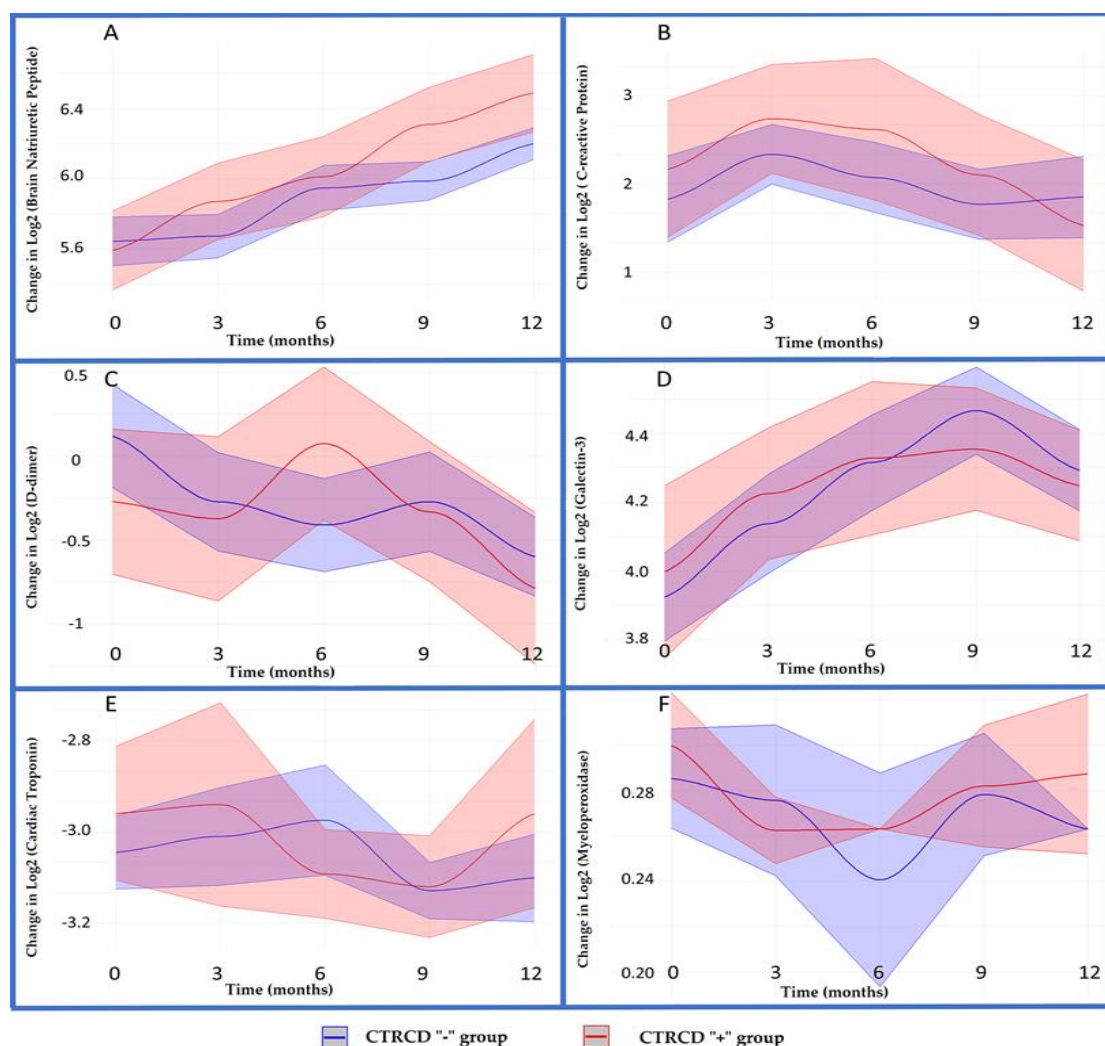 A
Change in Log2 (Brain Natriuretic Peptide)
6.4
6.0
5.6
0 3 6 9 12
Time (months)
B
Change in Log2 ( C-reactive Protein)
3
2
1
0 3 6 9 12
Time (months)
C
Change in Log2 (D-dimer)
0.5
0
-0.5
-1
0 3 6 9 12
Time (months)
D
Change in Log2 (Galectin-3)
4.4
4.2
4.0
3.8
0 3 6 9 12
Time (months)
E
Change in Log2 (Cardiac Troponin)
-2.8
-3.0
-3.2
0 3 6 9 12
Time (months)
F
Change in Log2 (Myeloperoxidase)
0.28
0.24
0.20
0 3 6 9 12
Time (months)
CTRCD "-" group
CTRCD "+" group